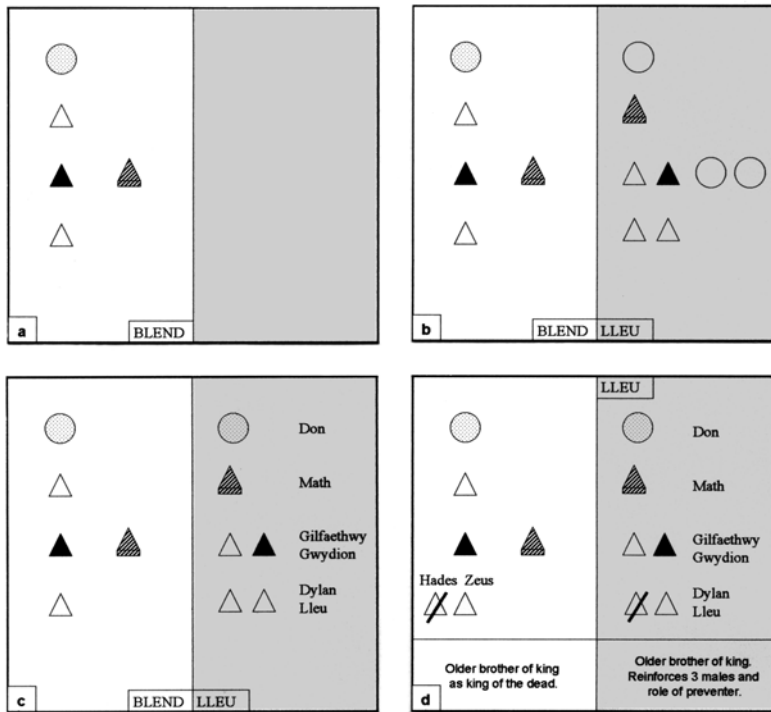 a
BLEND
b
BLEND LLEU
Don
Math
Gilfaethwy
Gwydion
Dylan
Lleu
c
BLEND LLEU
LLEU
Don
Math
Gilfaethwy
Gwydion
Hades Zeus
Dylan
Lleu
Older brother of king
as king of the dead.
Older brother of king.
Reinforces 3 males and
role of preventer.
d